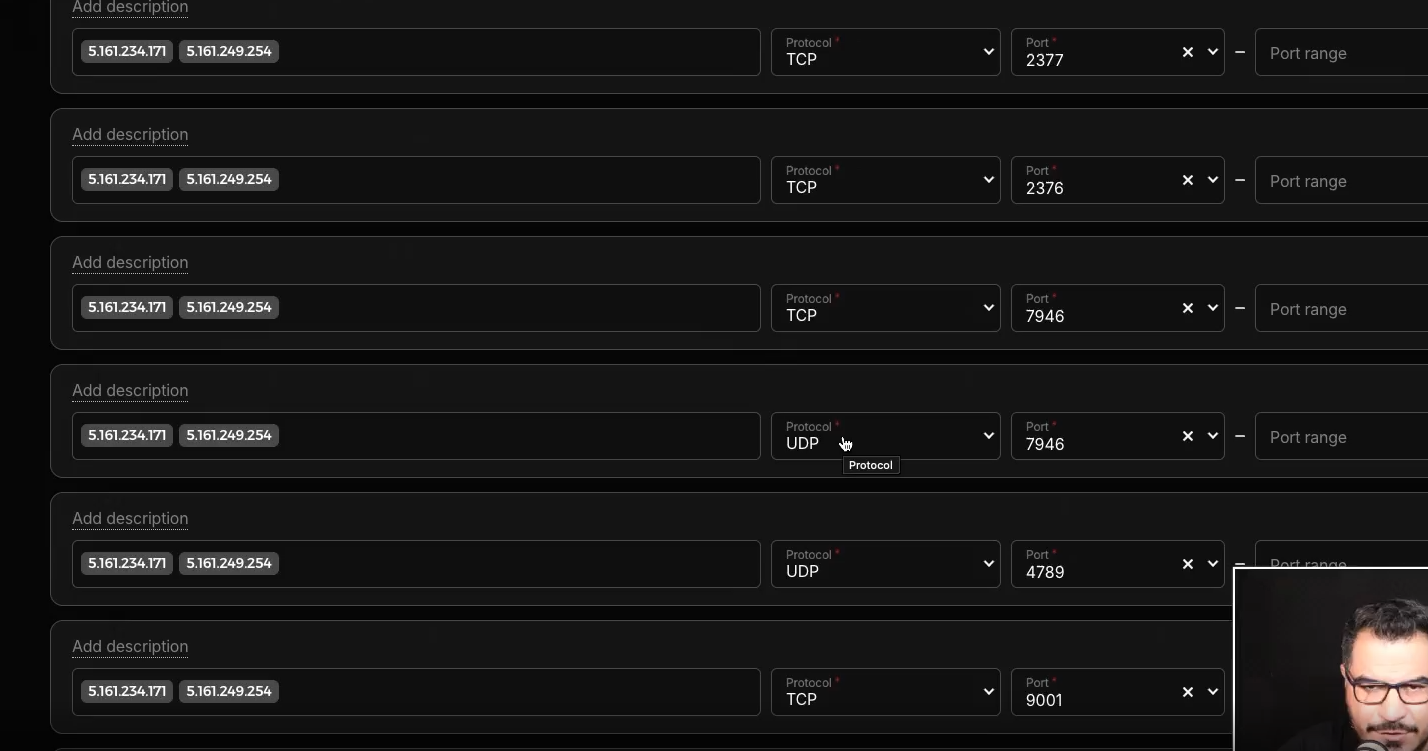 Add description
5.161.234.171 5.161.249.254 Protocol * TCP Port * 2377 – Port range
Add description
5.161.234.171 5.161.249.254 Protocol * TCP Port * 2376 – Port range
Add description
5.161.234.171 5.161.249.254 Protocol * TCP Port * 7946 – Port range
Add description
5.161.234.171 5.161.249.254 Protocol * UDP Port * 7946 – Port range
Protocol
Add description
5.161.234.171 5.161.249.254 Protocol * UDP Port * 4789 – Port range
Add description
5.161.234.171 5.161.249.254 Protocol * TCP Port * 9001